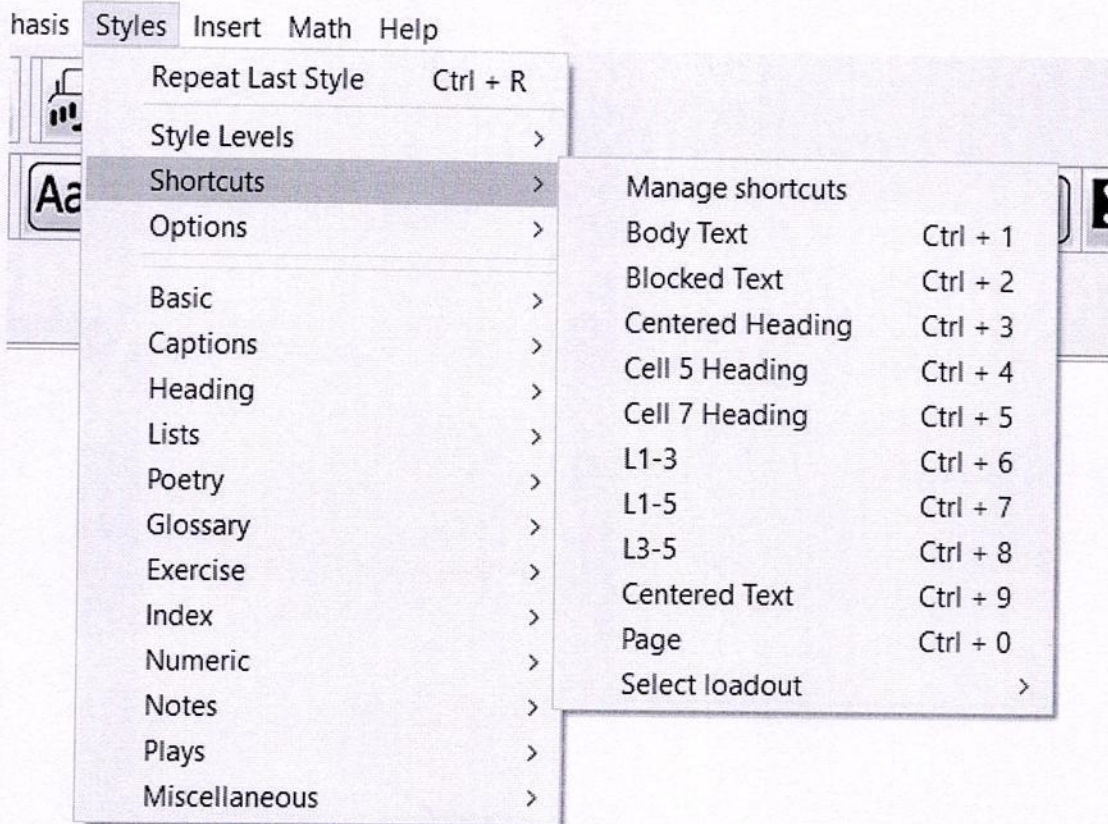 hasis Styles Insert Math Help
Repeat Last Style Ctrl + R
Style Levels >
Shortcuts >
Options >
Basic >
Captions >
Heading >
Lists >
Poetry >
Glossary >
Exercise >
Index >
Numeric >
Notes >
Plays >
Miscellaneous >
Aa
Manage shortcuts
Body Text Ctrl + 1
Blocked Text Ctrl + 2
Centered Heading Ctrl + 3
Cell 5 Heading Ctrl + 4
Cell 7 Heading Ctrl + 5
L1-3 Ctrl + 6
L1-5 Ctrl + 7
L3-5 Ctrl + 8
Centered Text Ctrl + 9
Page Ctrl + 0
Select loadout >